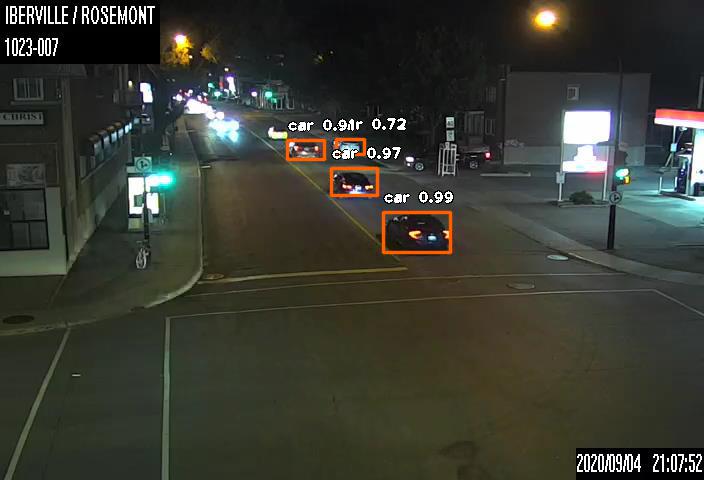 IBERVILLE / ROSEMONT
1023-007
CHRIST
car 0.91
r 0.72
car 0.97
car 0.99
2020/09/04 21:07:52